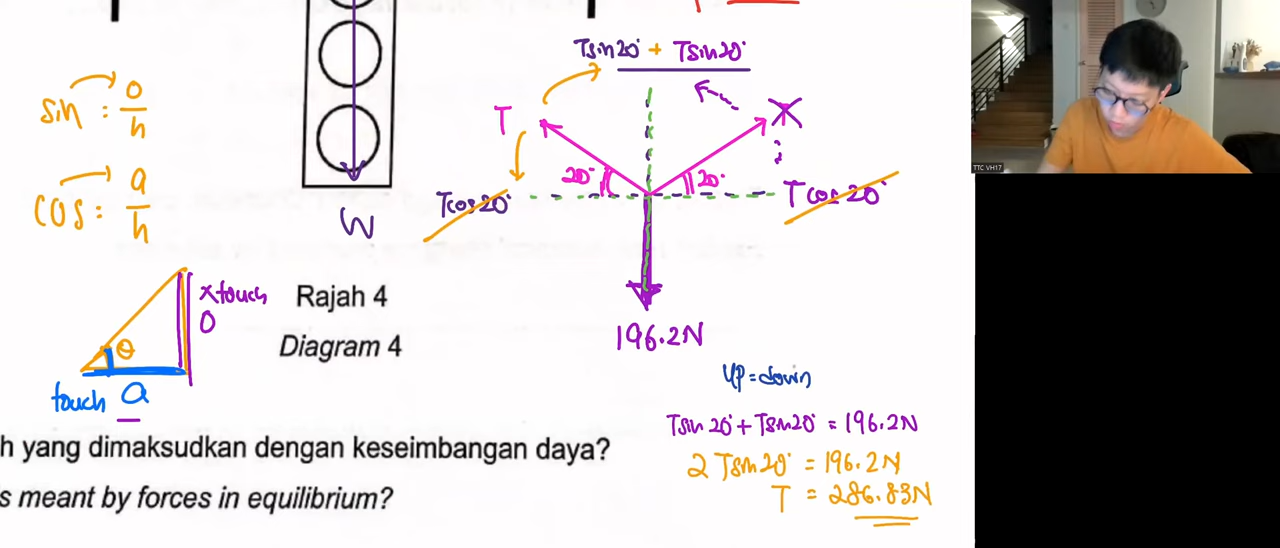 sin : o/h
cos : a/h
W
θ
x touch
O
touch a
Rajah 4
Diagram 4
Tsin20° + Tsin20°
T
20°
20°
Tcos20°
Tcos20°
196.2N
up = down
Tsin20° + Tsin20° = 196.2N
2 Tsin20° = 196.2N
T = 286.83N
h yang dimaksudkan dengan keseimbangan daya?
s meant by forces in equilibrium?
TTC VH17